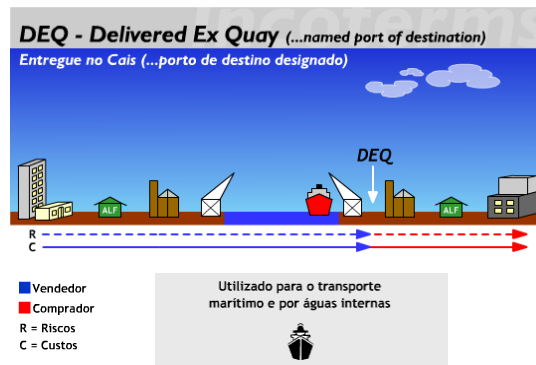 incoterms
DEQ - Delivered Ex Quay (...named port of destination)
Entregue no Cais (...porto de destino designado)
DEQ
ALF
ALF
R
C
Vendedor
Comprador
R = Riscos
C = Custos
Utilizado para o transporte
marítimo e por águas internas